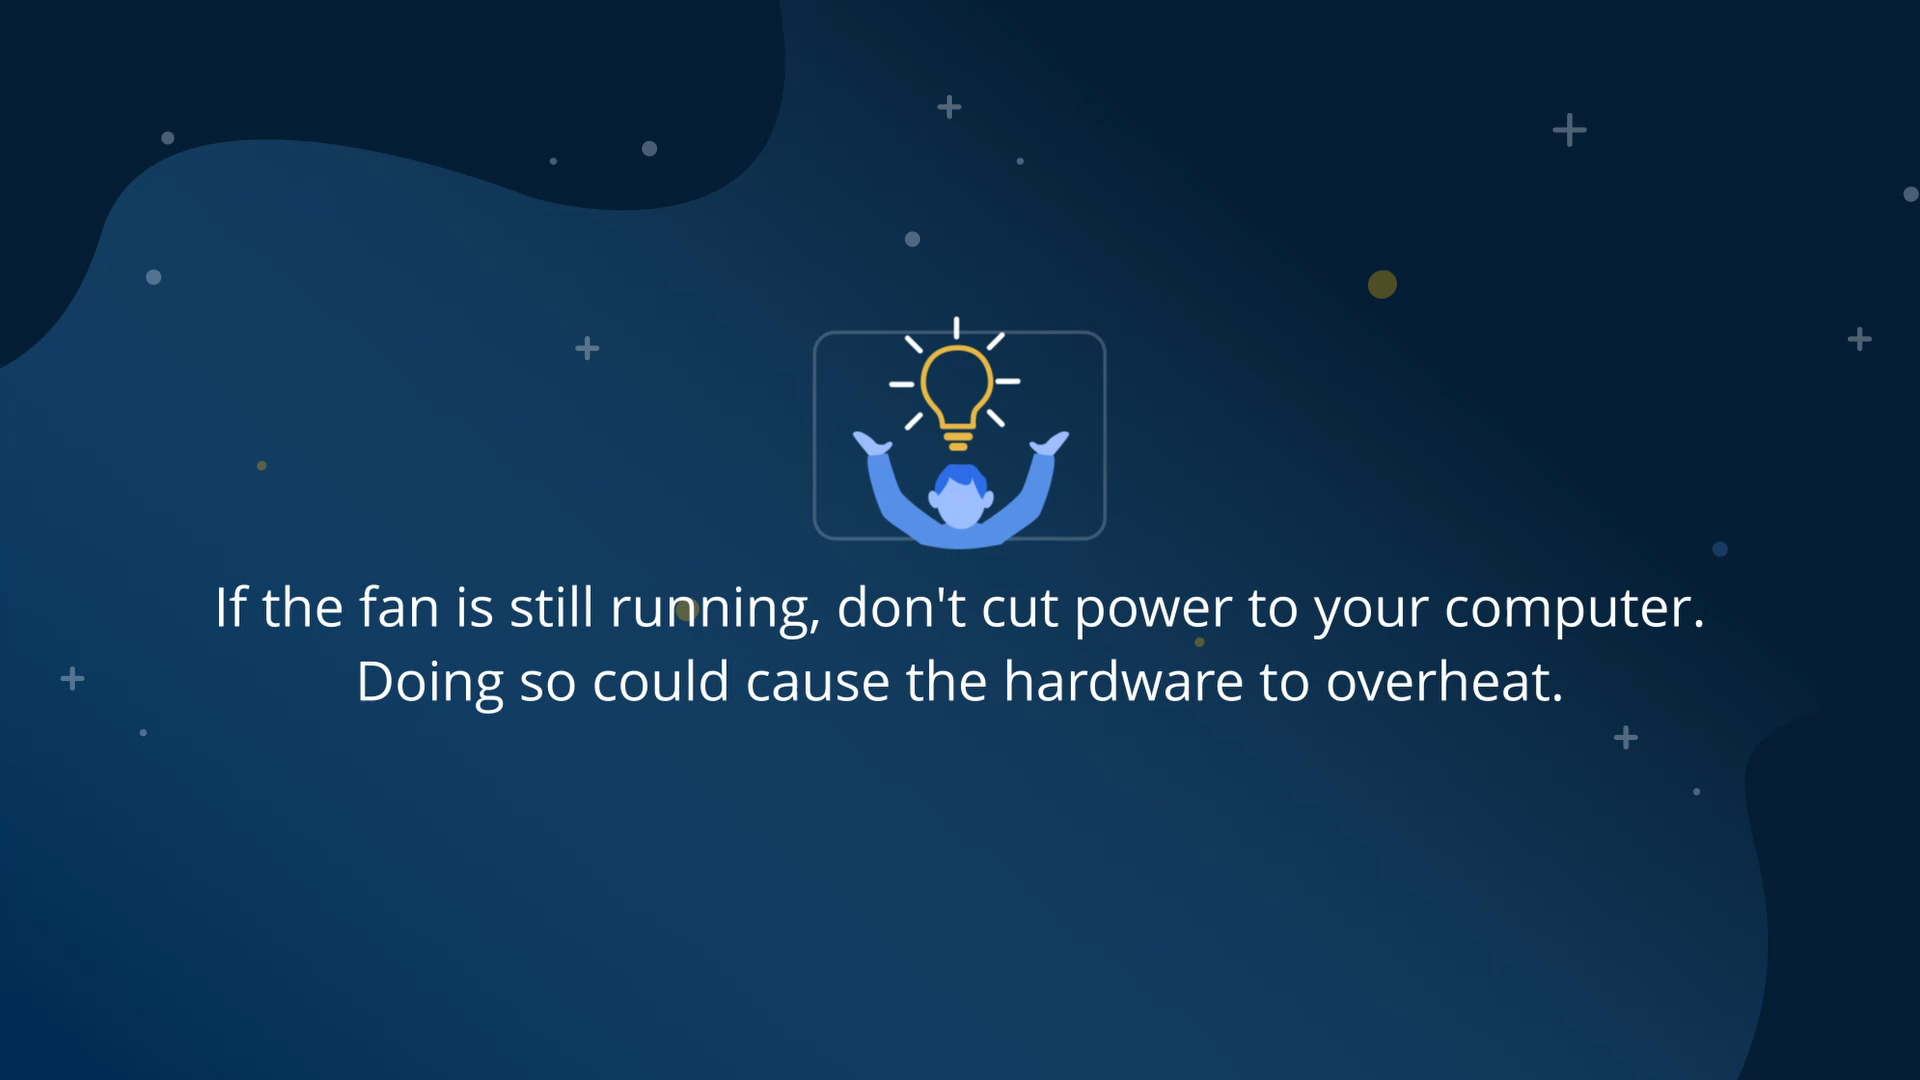 If the fan is still running, don't cut power to your computer.
Doing so could cause the hardware to overheat.